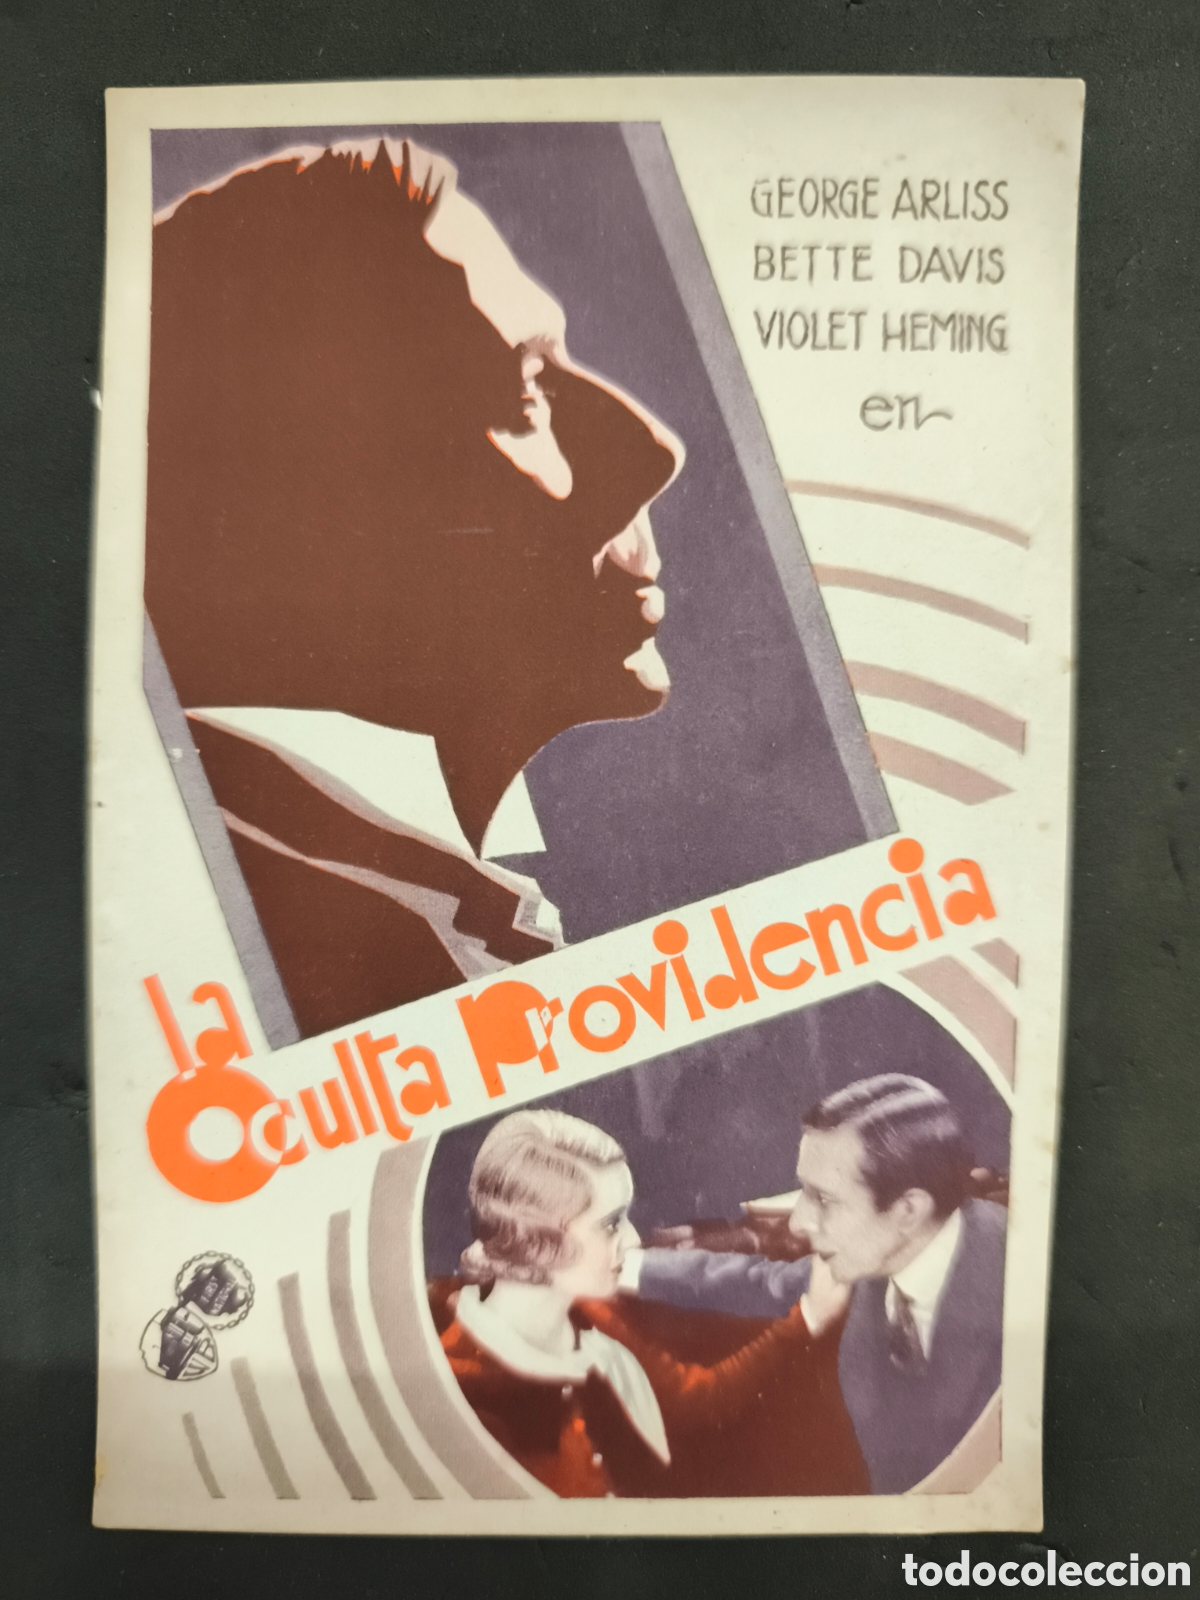 GEORGE ARLISS
BETTE DAVIS
VIOLET HEMING
en
la
Oculta Providencia
todocoleccion